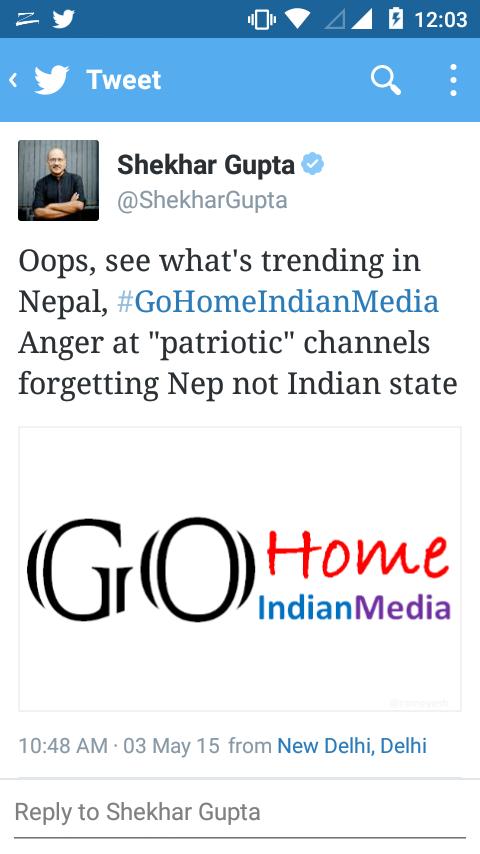 12:03
Tweet
Shekhar Gupta
@ShekharGupta
Oops, see what's trending in
Nepal, #GoHomeIndianMedia
Anger at "patriotic" channels
forgetting Nep not Indian state
GO Home
IndianMedia
10:48 AM · 03 May 15 from New Delhi, Delhi
Reply to Shekhar Gupta